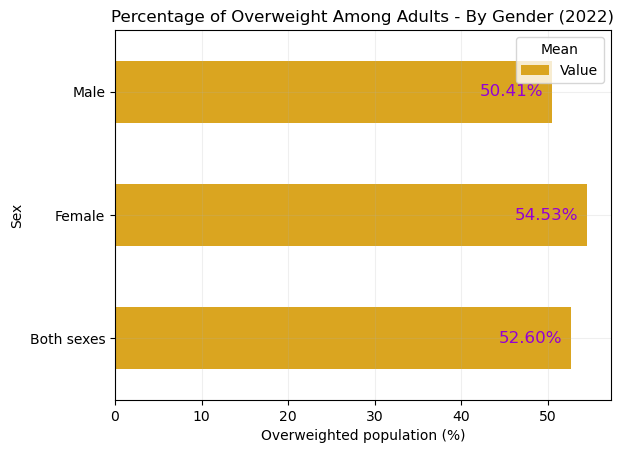 Percentage of Overweight Among Adults - By Gender (2022)
Mean
Value
Male
50.41%
Female
54.53%
Both sexes
52.60%
Sex
0 10 20 30 40 50
Overweighted population (%)